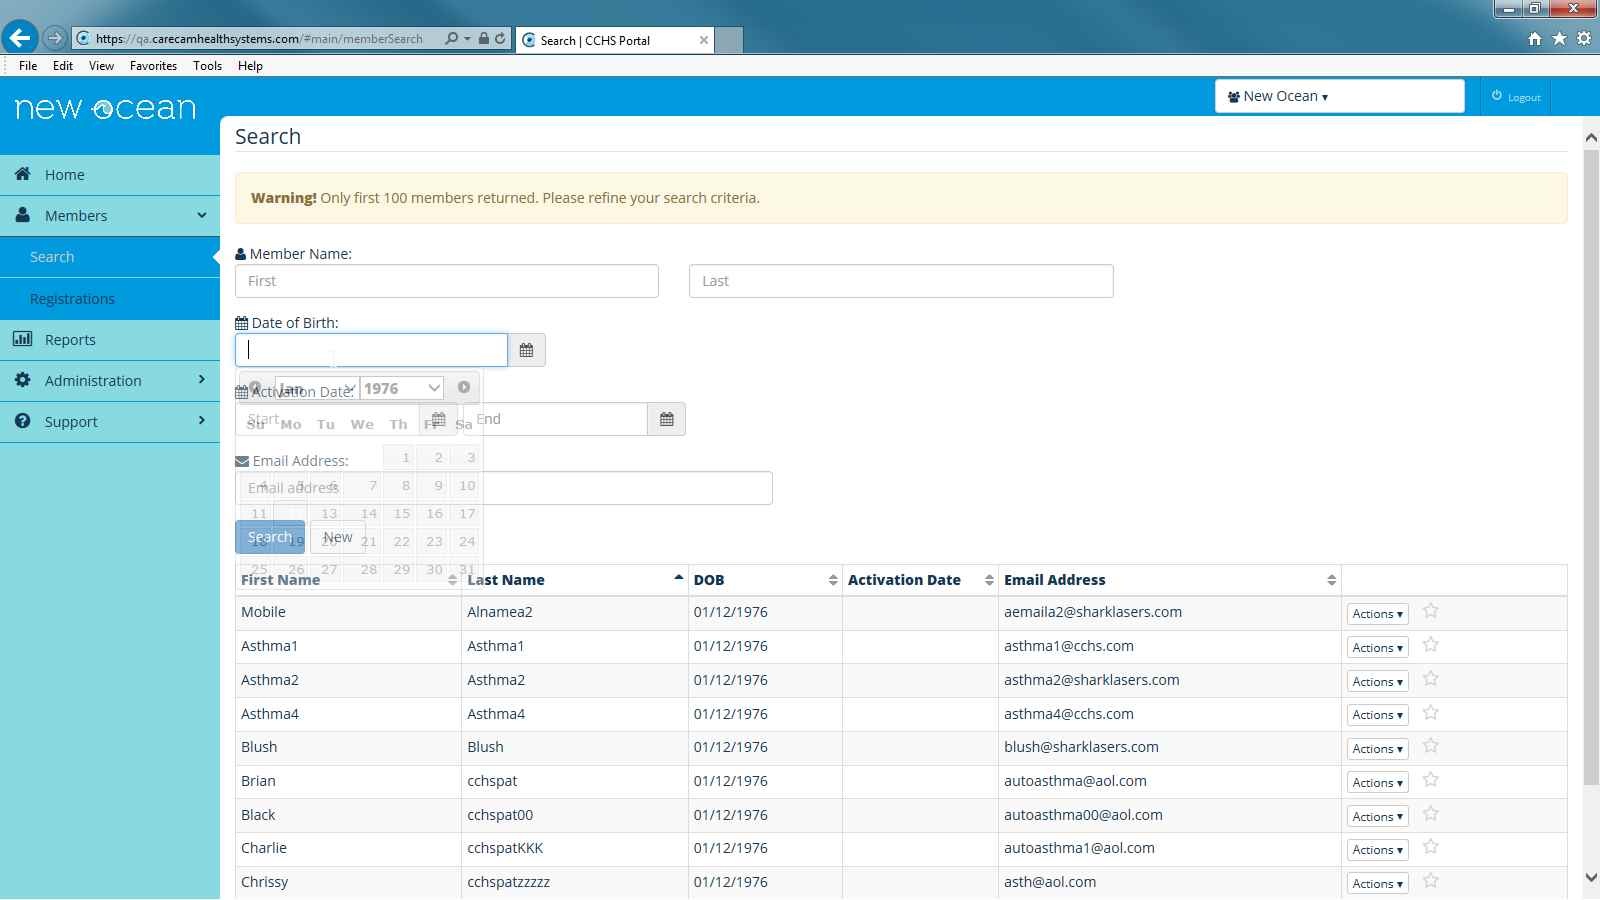 https://qa.carecamhealthsystems.com/#main/memberSearch
Search | CCHS Portal
File Edit View Favorites Tools Help
new ocean
New Ocean ▾
Logout
Home
Members
Search
Registrations
Reports
Administration
Support
Search
Warning! Only first 100 members returned. Please refine your search criteria.
Member Name:
First Last
Date of Birth:
Jan 1976
Activation Date:
Start End
Su Mo Tu We Th Fr Sa
1 2 3
Email Address:
4 5 6 7 8 9 10
Email address
11 13 14 15 16 17
Search New
18 19 20 21 22 23 24
25 26 27 28 29 30 31
First Name Last Name DOB Activation Date Email Address
Mobile Alnamea2 01/12/1976 aemaila2@sharklasers.com Actions ▾
Asthma1 Asthma1 01/12/1976 asthma1@cchs.com Actions ▾
Asthma2 Asthma2 01/12/1976 asthma2@sharklasers.com Actions ▾
Asthma4 Asthma4 01/12/1976 asthma4@cchs.com Actions ▾
Blush Blush 01/12/1976 blush@sharklasers.com Actions ▾
Brian cchspat 01/12/1976 autoasthma@aol.com Actions ▾
Black cchspat00 01/12/1976 autoasthma00@aol.com Actions ▾
Charlie cchspatKKK 01/12/1976 autoasthma1@aol.com Actions ▾
Chrissy cchspatzzzzz 01/12/1976 asth@aol.com Actions ▾